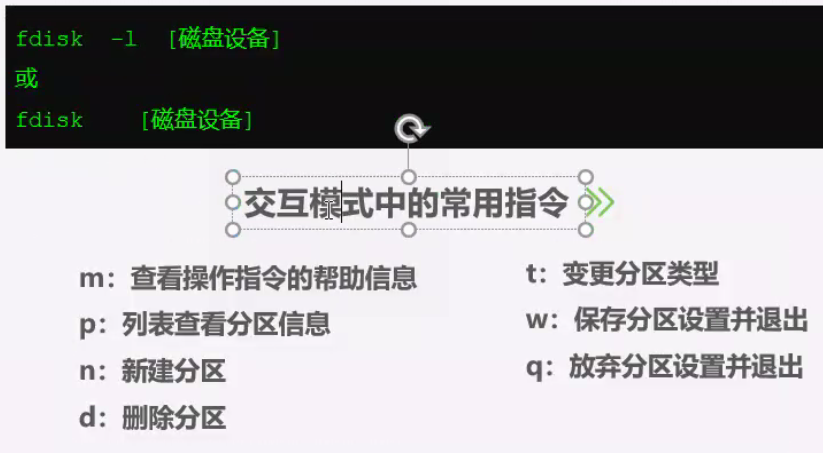 fdisk -l [磁盘设备]
或
fdisk [磁盘设备]
交互模式中的常用指令
m：查看操作指令的帮助信息
p：列表查看分区信息
n：新建分区
d：删除分区
t：变更分区类型
w：保存分区设置并退出
q：放弃分区设置并退出